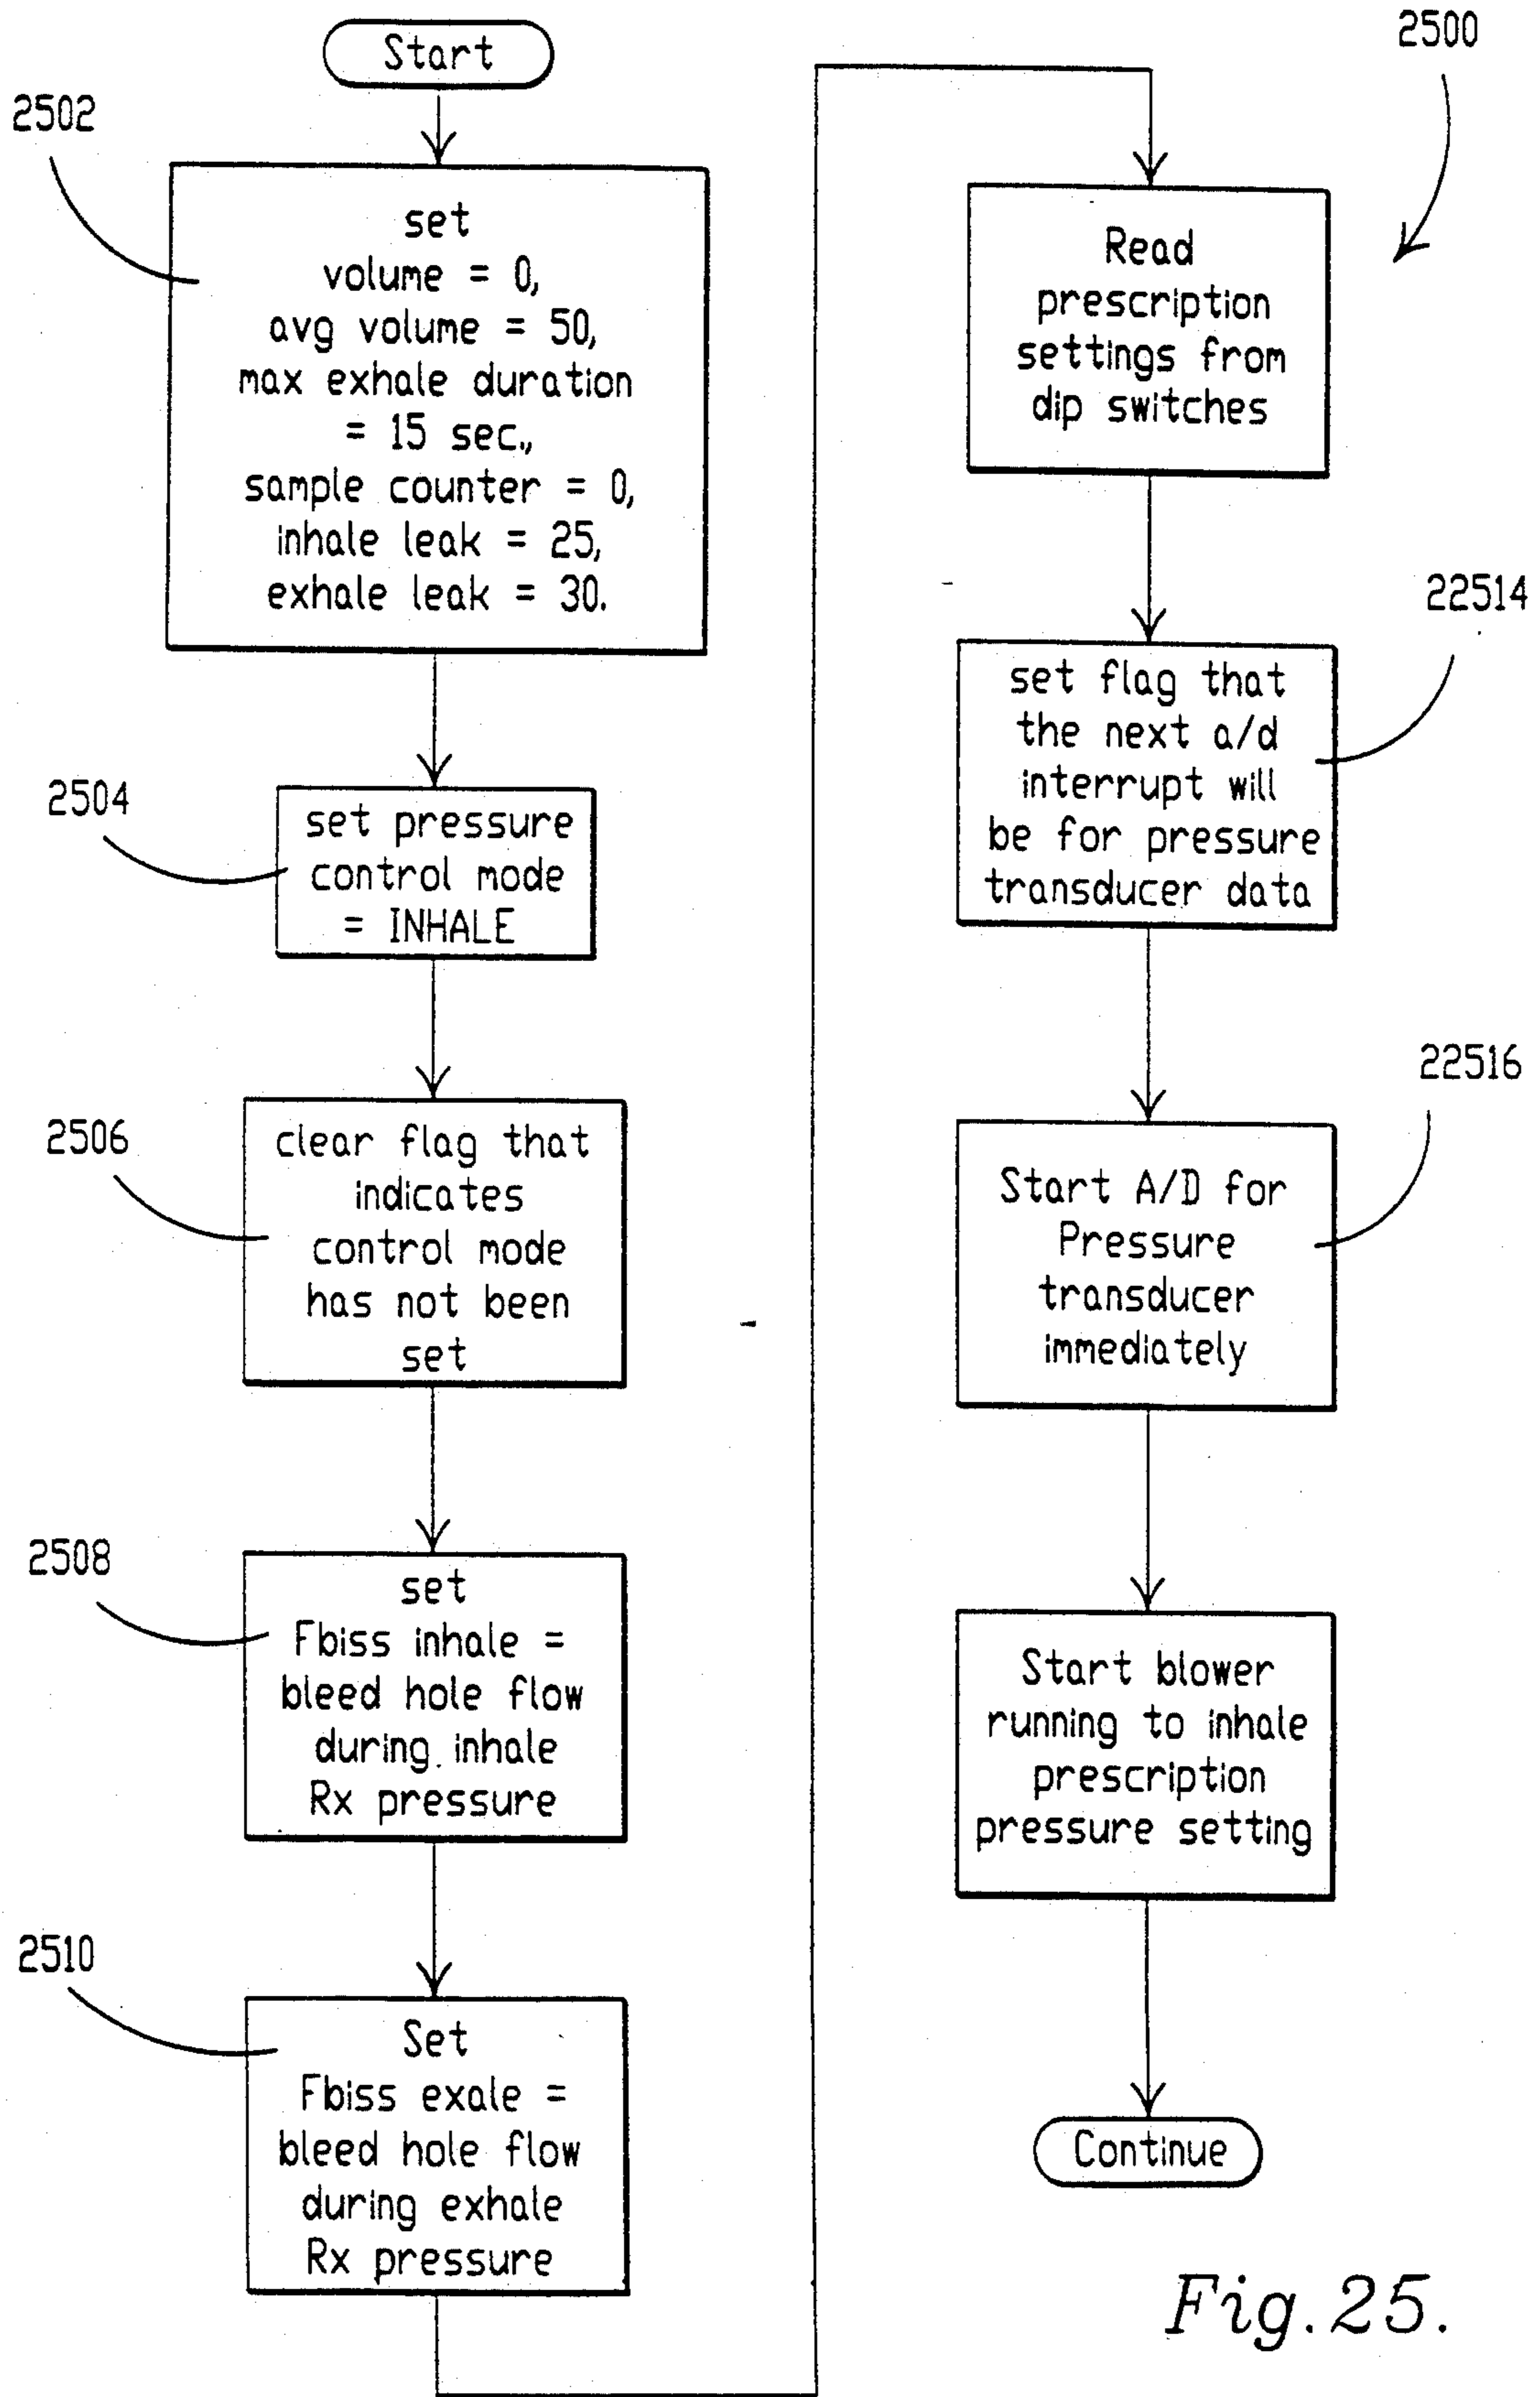 Start
2502
set
volume = 0,
avg volume = 50,
max exhale duration
= 15 sec.,
sample counter = 0,
inhale leak = 25,
exhale leak = 30.
2504
set pressure
control mode
= INHALE
2506
clear flag that
indicates
control mode
has not been
set
2508
set
Fbiss inhale =
bleed hole flow
during inhale
Rx pressure
2510
Set
Fbiss exale =
bleed hole flow
during exhale
Rx pressure
2500
Read
prescription
settings from
dip switches
22514
set flag that
the next a/d
interrupt will
be for pressure
transducer data
22516
Start A/D for
Pressure
transducer
immediately
Start blower
running to inhale
prescription
pressure setting
Continue
Fig. 25.